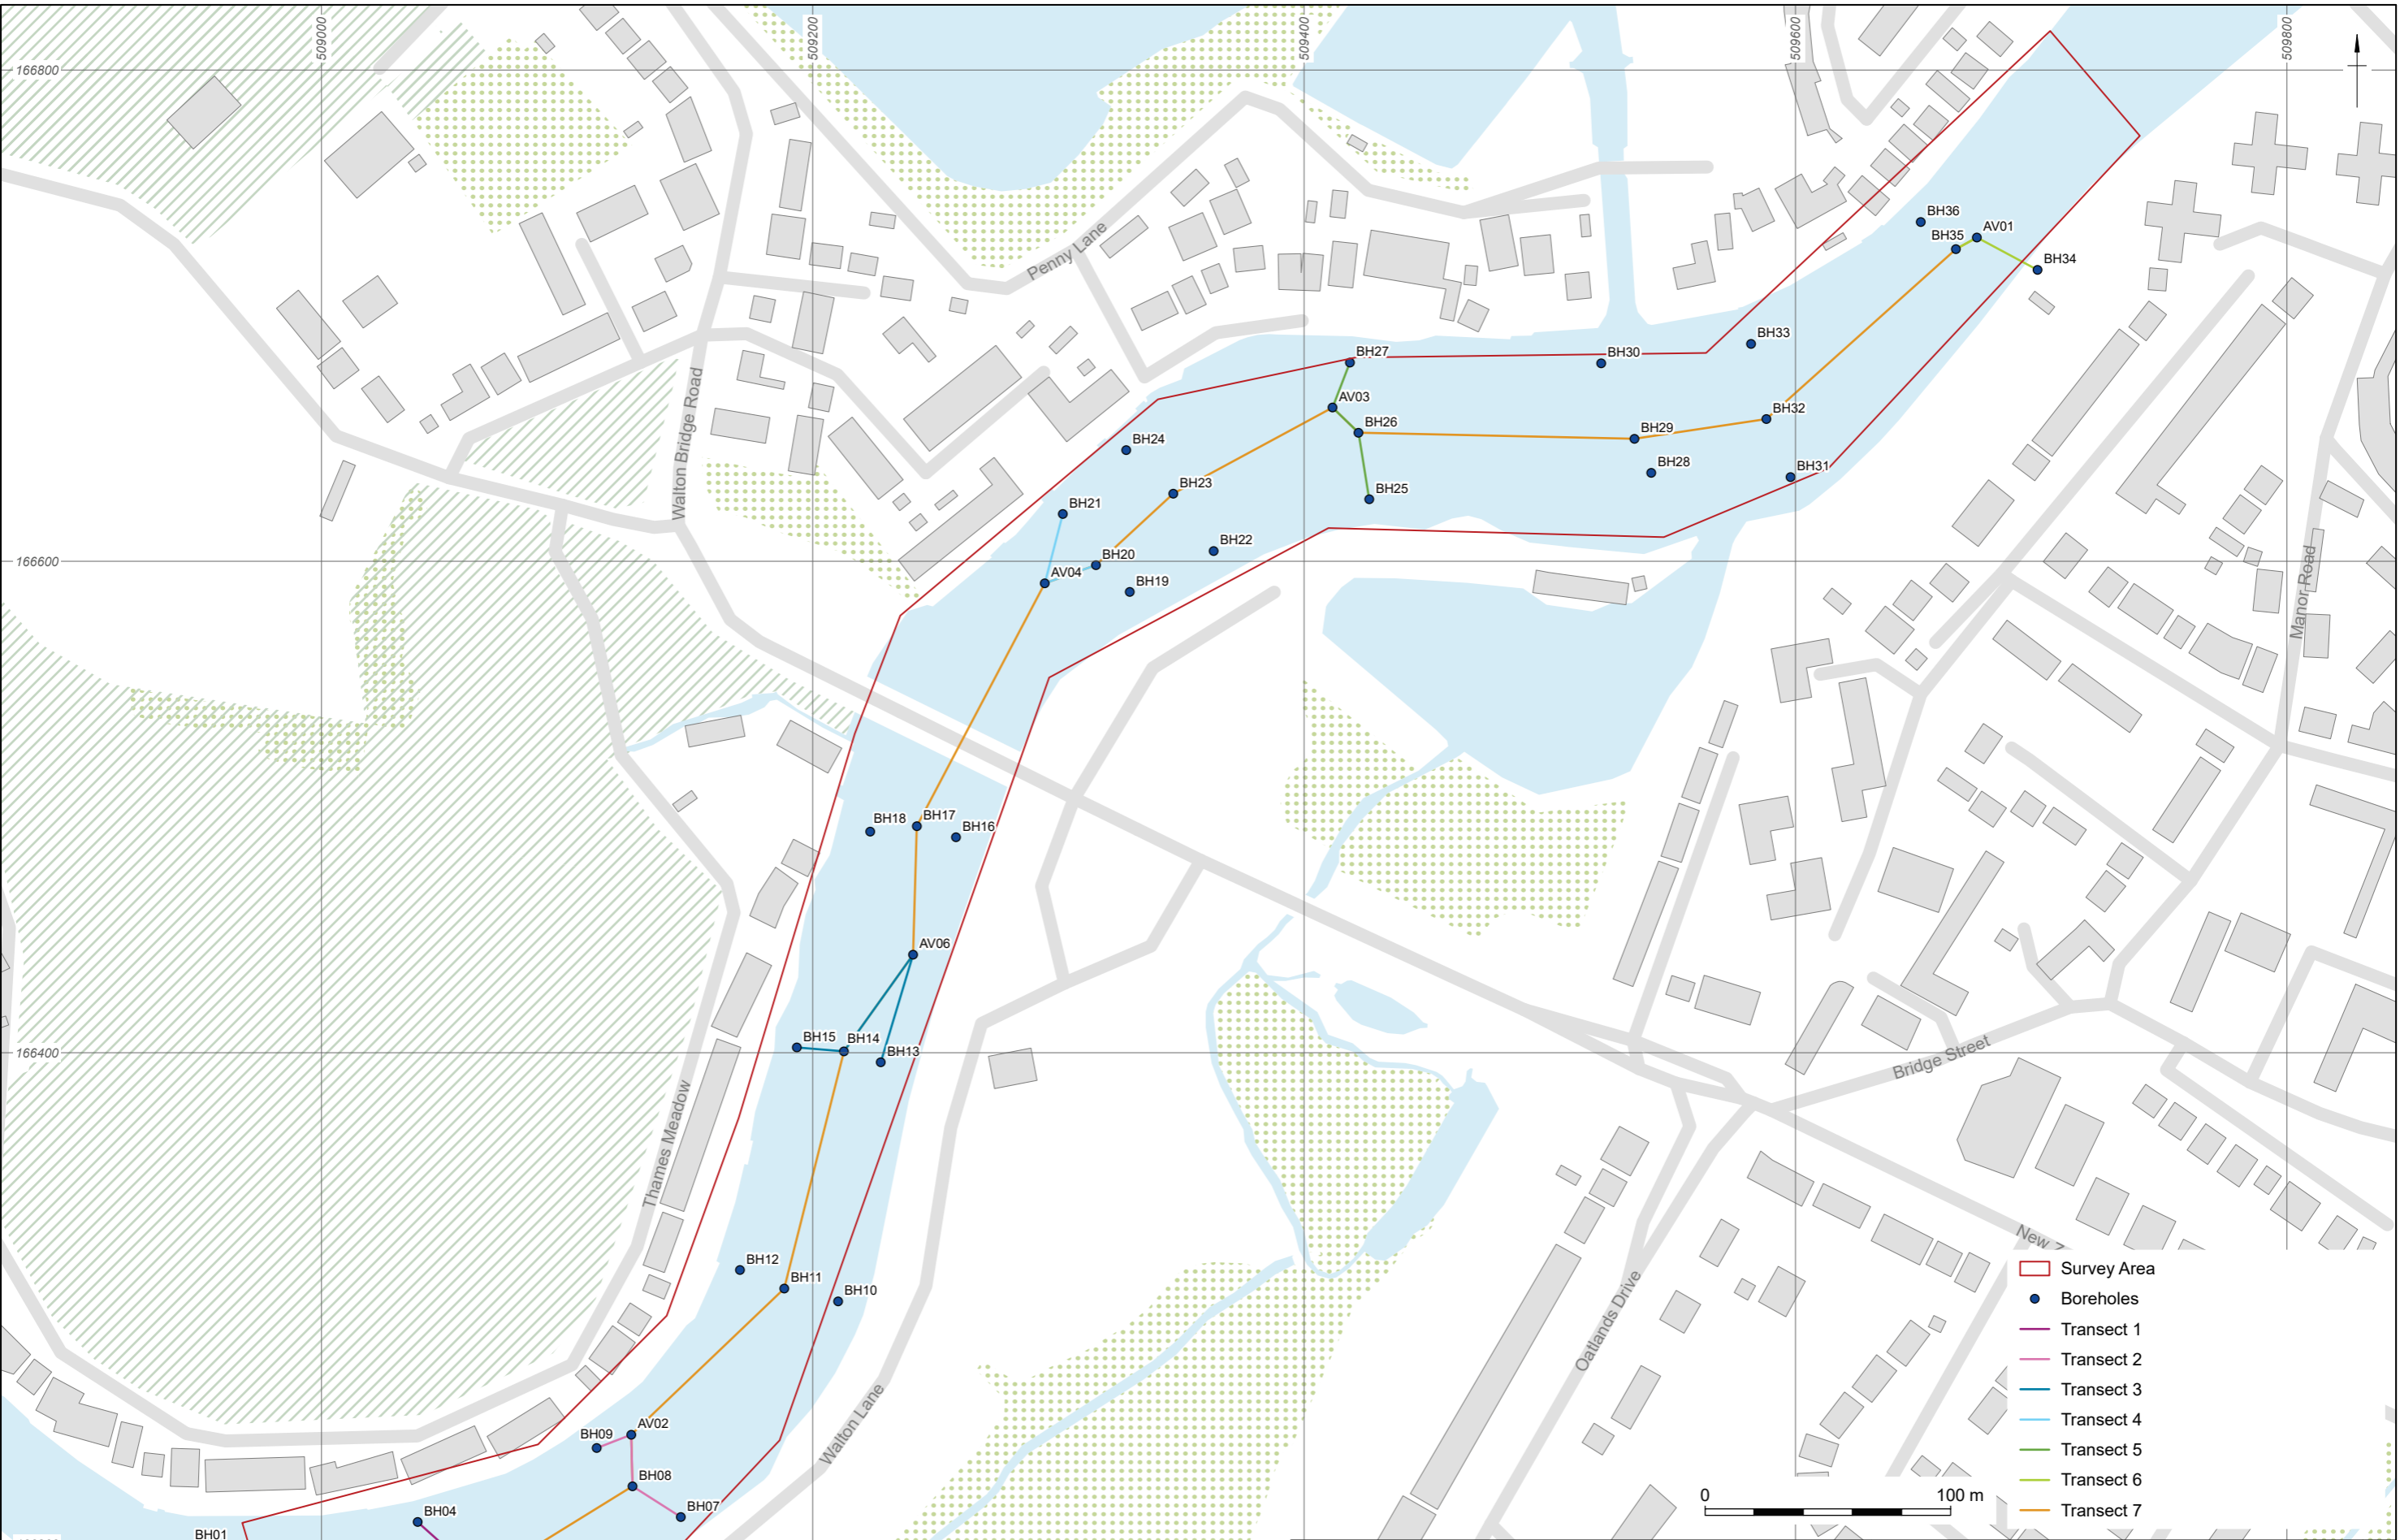 509000
509200
509400
509600
509800
166800
Penny Lane
BH36
AV01
BH35
BH34
BH33
BH30
BH27
Walton Bridge Road
AV03
BH26
BH32
BH29
BH24
BH28
BH31
BH23
BH25
BH21
BH22
166600
BH20
AV04
BH19
Manor Road
BH18
BH17
BH16
AV06
BH15
BH14
BH13
166400
Bridge Street
Thames Meadow
BH12
BH11
BH10
New Z
Oatlands Drive
Walton Lane
AV02
BH09
BH08
BH07
BH04
BH01
Survey Area
Boreholes
Transect 1
Transect 2
Transect 3
Transect 4
Transect 5
Transect 6
Transect 7
0 100 m